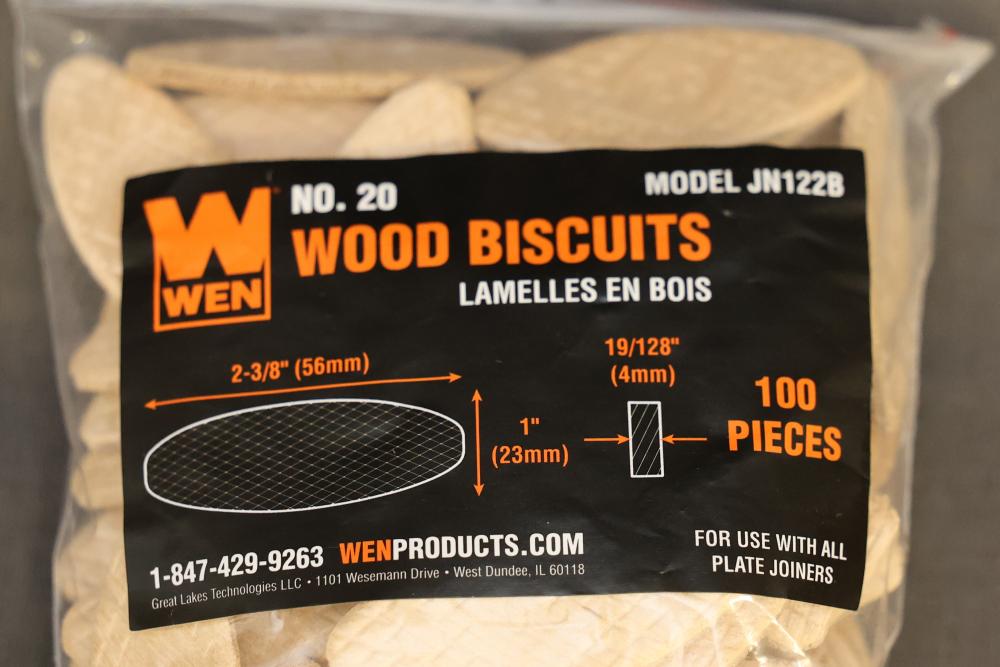 WEN
NO. 20
MODEL JN122B
WOOD BISCUITS
LAMELLES EN BOIS
2-3/8" (56mm)
1"
(23mm)
19/128"
(4mm)
100
PIECES
1-847-429-9263 WENPRODUCTS.COM
Great Lakes Technologies LLC • 1101 Wesemann Drive • West Dundee, IL 60118
FOR USE WITH ALL
PLATE JOINERS